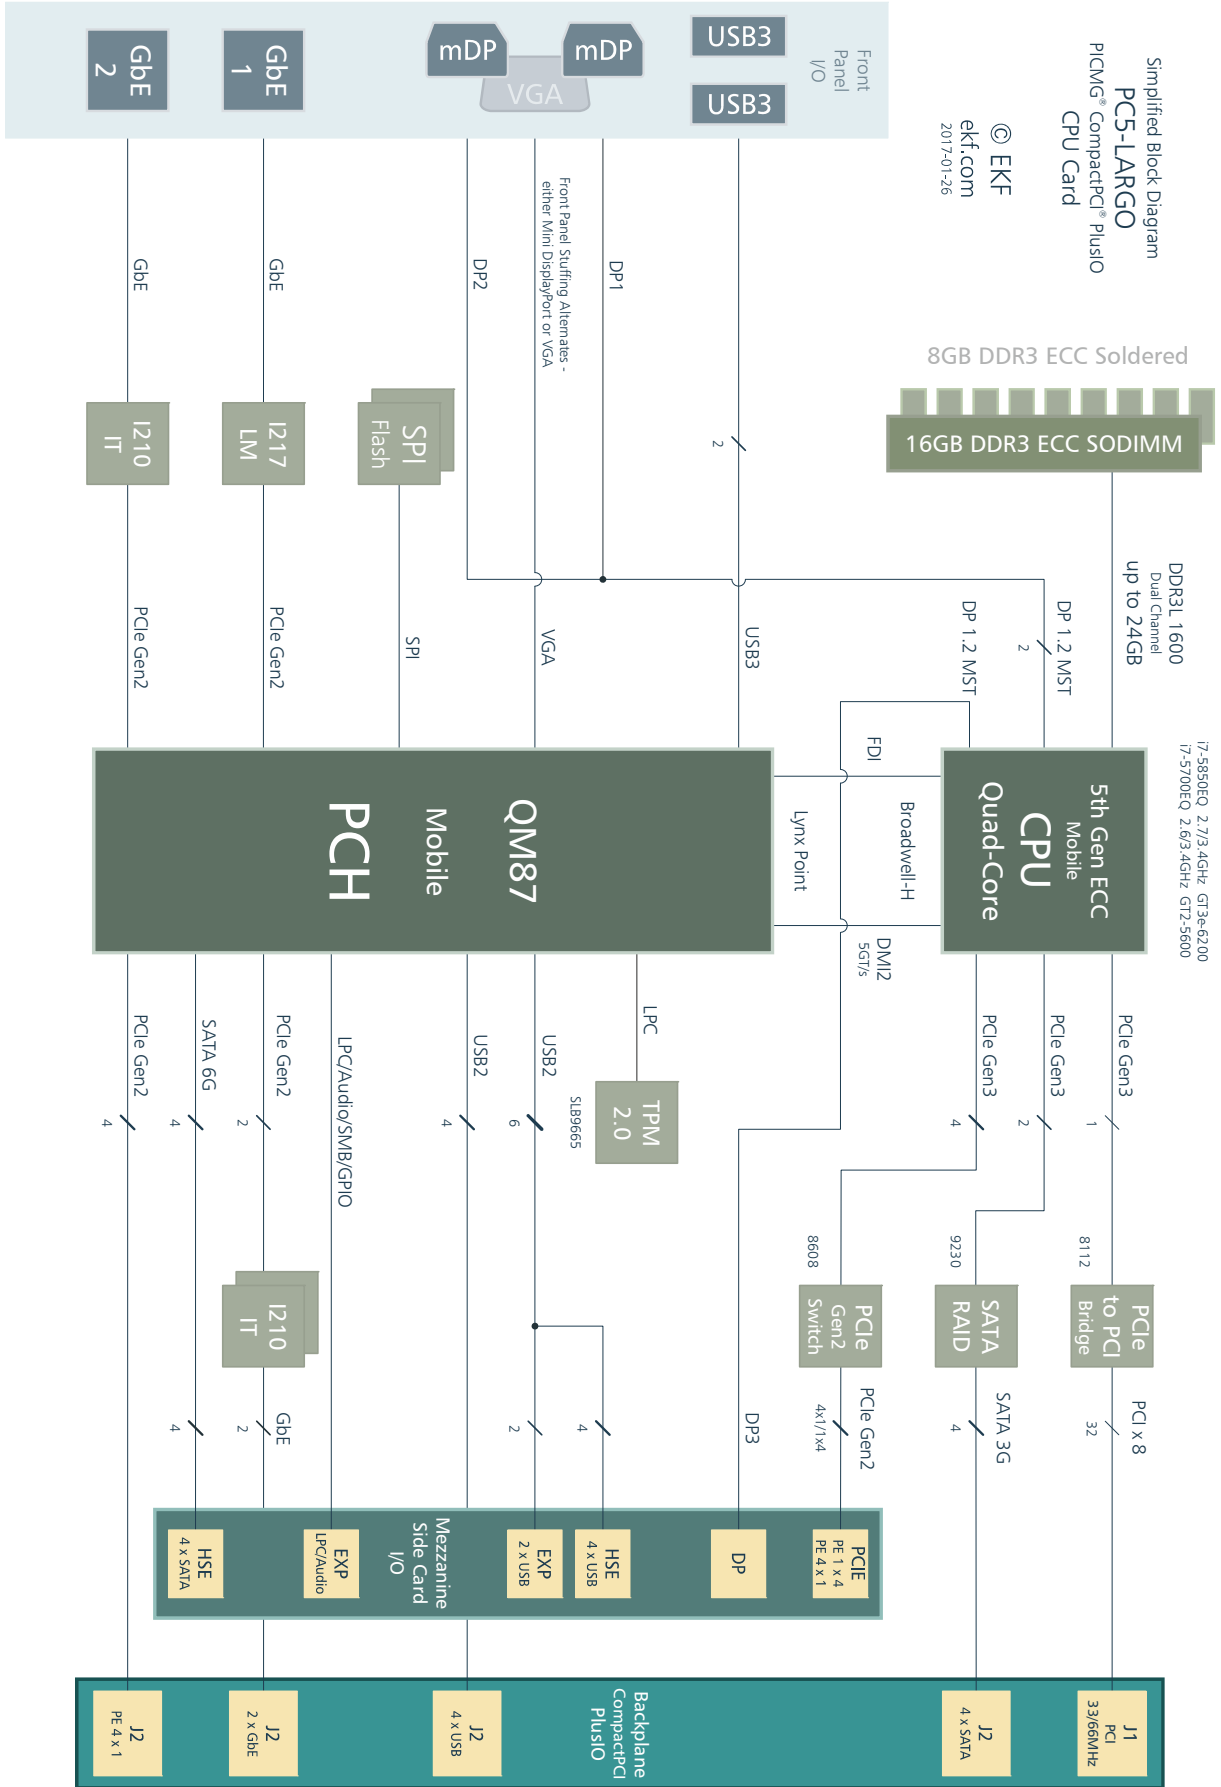 Simplified Block Diagram
PC5-LARGO
PICMG® CompactPCI® PlusIO
CPU Card
© EKF
ekf.com
2017-01-26
Front
Panel
I/O
USB3
USB3
mDP
mDP
VGA
GbE
1
GbE
2
8GB DDR3 ECC Soldered
16GB DDR3 ECC SODIMM
DDR3L 1600
Dual Channel
up to 24GB
DP1
Front Panel Stuffing Alternates -
either Mini DisplayPort or VGA
DP2
GbE
GbE
2
SPI
Flash
I217
LM
I210
IT
DP 1.2 MST
2
DP 1.2 MST
USB3
VGA
SPI
PCIe Gen2
PCIe Gen2
i7-5850EQ 2.7/3.4GHz GT3e-6200
i7-5700EQ 2.6/3.4GHz GT2-5600
5th Gen ECC
Mobile
CPU
Quad-Core
Broadwell-H
FDI
Lynx Point
DMI2
5GT/s
QM87
Mobile
PCH
PCIe Gen3
1
PCIe Gen3
2
PCIe Gen3
4
LPC
TPM
2.0
SLB9665
USB2
6
USB2
4
LPC/Audio/SMB/GPIO
PCIe Gen2
2
SATA 6G
4
PCIe Gen2
4
8112
PCIe
to PCI
Bridge
9230
SATA
RAID
8608
PCIe
Gen2
Switch
I210
IT
PCI x 8
32
SATA 3G
4
PCIe Gen2
4x1/1x4
DP3
4
2
GbE
2
4
PCIE
PE 1 x 4
PE 4 x 1
DP
HSE
4 x USB
EXP
2 x USB
Mezzanine
Side Card
I/O
EXP
LPC/Audio
HSE
4 x SATA
J1
PCI
33/66MHz
J2
4 x SATA
Backplane
CompactPCI
PlusIO
J2
4 x USB
J2
2 x GbE
J2
PE 4 x 1